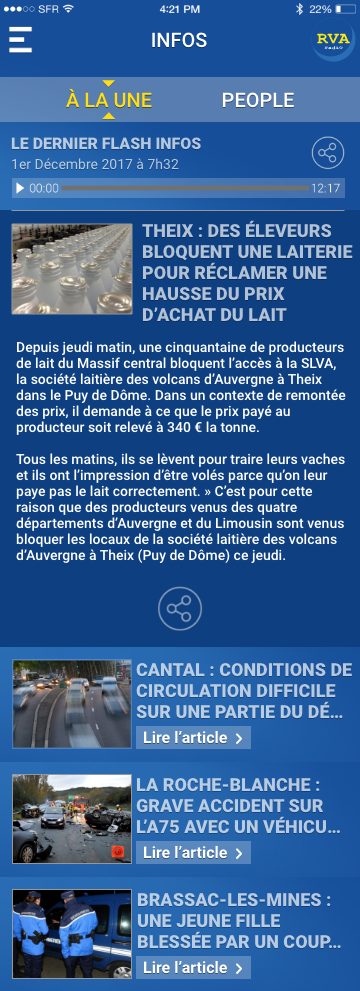 SFR 4:21 PM 22%
INFOS
RVA
RADIO
À LA UNE PEOPLE
LE DERNIER FLASH INFOS
1er Décembre 2017 à 7h32
00:00 12:17
THEIX : DES ÉLEVEURS
BLOQUENT UNE LAITERIE
POUR RÉCLAMER UNE
HAUSSE DU PRIX
D'ACHAT DU LAIT
Depuis jeudi matin, une cinquantaine de producteurs
de lait du Massif central bloquent l'accès à la SLVA,
la société laitière des volcans d'Auvergne à Theix
dans le Puy de Dôme. Dans un contexte de remontée
des prix, il demande à ce que le prix payé au
producteur soit relevé à 340 € la tonne.
Tous les matins, ils se lèvent pour traire leurs vaches
et ils ont l'impression d'être volés parce qu'on leur
paye pas le lait correctement. » C'est pour cette
raison que des producteurs venus des quatre
départements d'Auvergne et du Limousin sont venus
bloquer les locaux de la société laitière des volcans
d'Auvergne à Theix (Puy de Dôme) ce jeudi.
CANTAL : CONDITIONS DE
CIRCULATION DIFFICILE
SUR UNE PARTIE DU DÉ...
Lire l'article
LA ROCHE-BLANCHE :
GRAVE ACCIDENT SUR
L'A75 AVEC UN VÉHICU...
Lire l'article
BRASSAC-LES-MINES :
UNE JEUNE FILLE
BLESSÉE PAR UN COUP...
Lire l'article